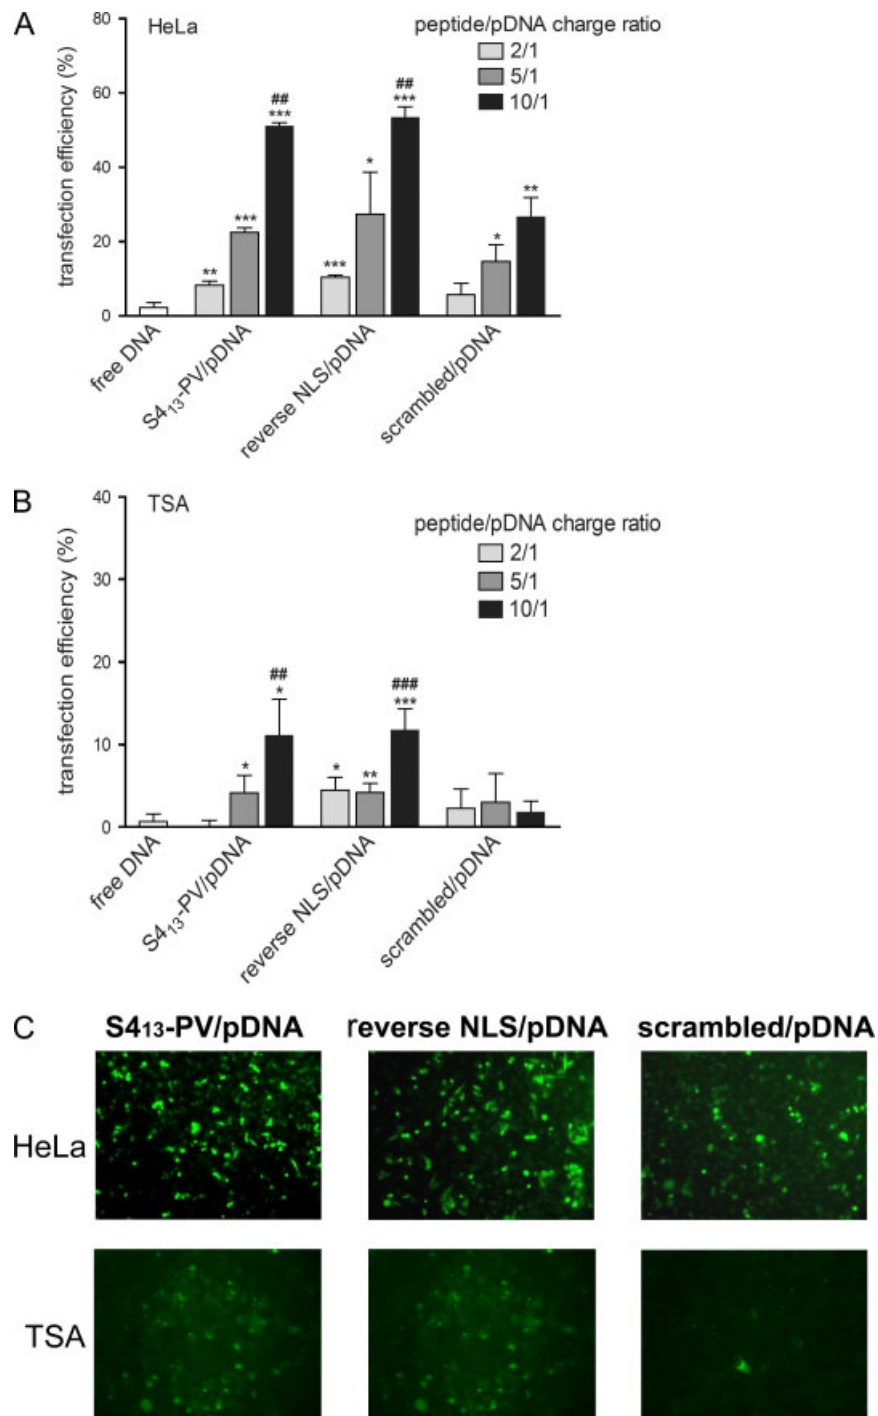 A
HeLa
peptide/pDNA charge ratio
2/1
5/1
10/1
transfection efficiency (%)
80
60
40
20
0
**
***
##
***
***
*
##
***
*
**
free DNA
S4₁₃-PV/pDNA
reverse NLS/pDNA
scrambled/pDNA
B
TSA
peptide/pDNA charge ratio
2/1
5/1
10/1
transfection efficiency (%)
40
30
20
10
0
*
##
*
*
**
###
***
free DNA
S4₁₃-PV/pDNA
reverse NLS/pDNA
scrambled/pDNA
C
S4₁₃-PV/pDNA reverse NLS/pDNA scrambled/pDNA
HeLa
TSA